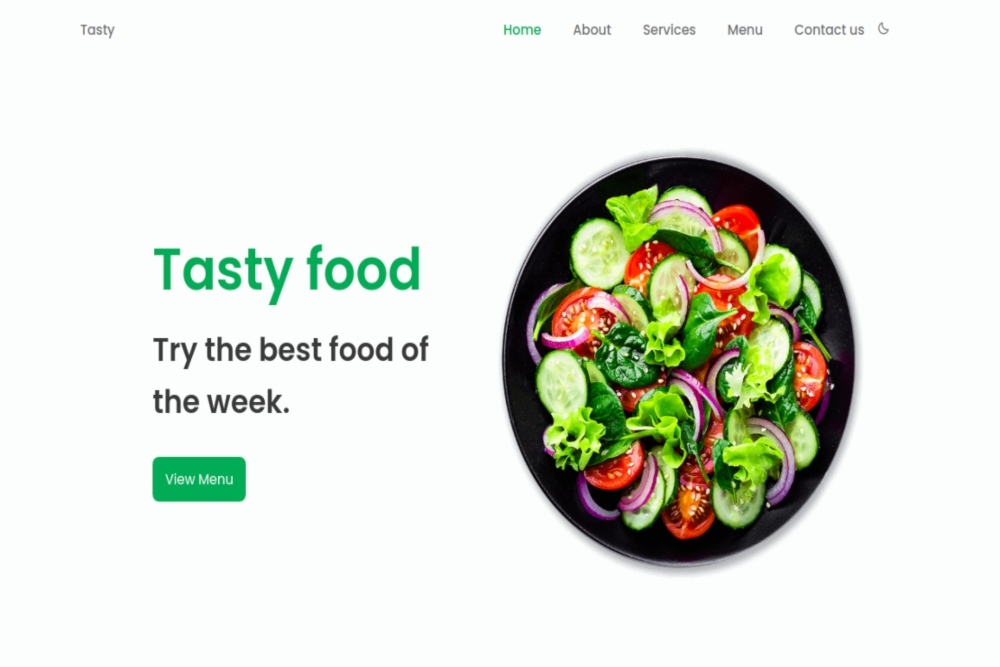 Tasty
Home About Services Menu Contact us
Tasty food
Try the best food of
the week.
View Menu